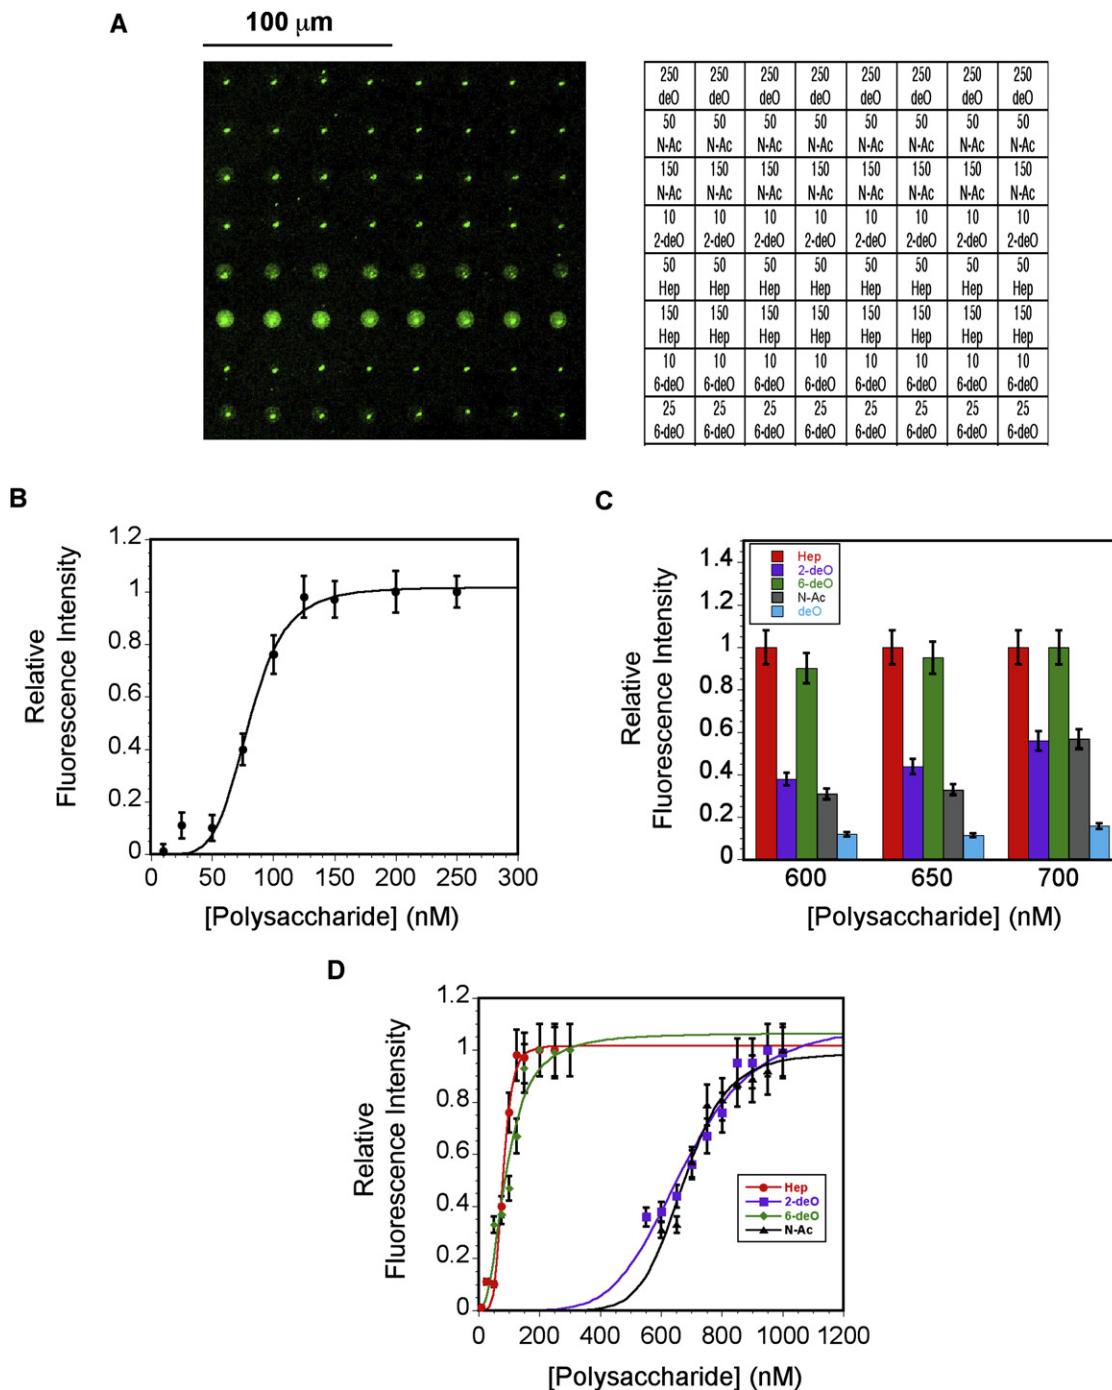 A
100 μm
250 250 250 250 250 250 250 250
deO deO deO deO deO deO deO deO
50 50 50 50 50 50 50 50
N-Ac N-Ac N-Ac N-Ac N-Ac N-Ac N-Ac N-Ac
150 150 150 150 150 150 150 150
N-Ac N-Ac N-Ac N-Ac N-Ac N-Ac N-Ac N-Ac
10 10 10 10 10 10 10 10
2-deO 2-deO 2-deO 2-deO 2-deO 2-deO 2-deO 2-deO
50 50 50 50 50 50 50 50
Hep Hep Hep Hep Hep Hep Hep Hep
150 150 150 150 150 150 150 150
Hep Hep Hep Hep Hep Hep Hep Hep
10 10 10 10 10 10 10 10
6-deO 6-deO 6-deO 6-deO 6-deO 6-deO 6-deO 6-deO
25 25 25 25 25 25 25 25
6-deO 6-deO 6-deO 6-deO 6-deO 6-deO 6-deO 6-deO
B
Relative
Fluorescence Intensity
1.2
1
0.8
0.6
0.4
0.2
0
0 50 100 150 200 250 300
[Polysaccharide] (nM)
C
Relative
Fluorescence Intensity
1.4
1.2
1
0.8
0.6
0.4
0.2
0
Hep
2-deO
6-deO
N-Ac
deO
600 650 700
[Polysaccharide] (nM)
D
Relative
Fluorescence Intensity
1.2
1
0.8
0.6
0.4
0.2
0
Hep
2-deO
6-deO
N-Ac
0 200 400 600 800 1000 1200
[Polysaccharide] (nM)